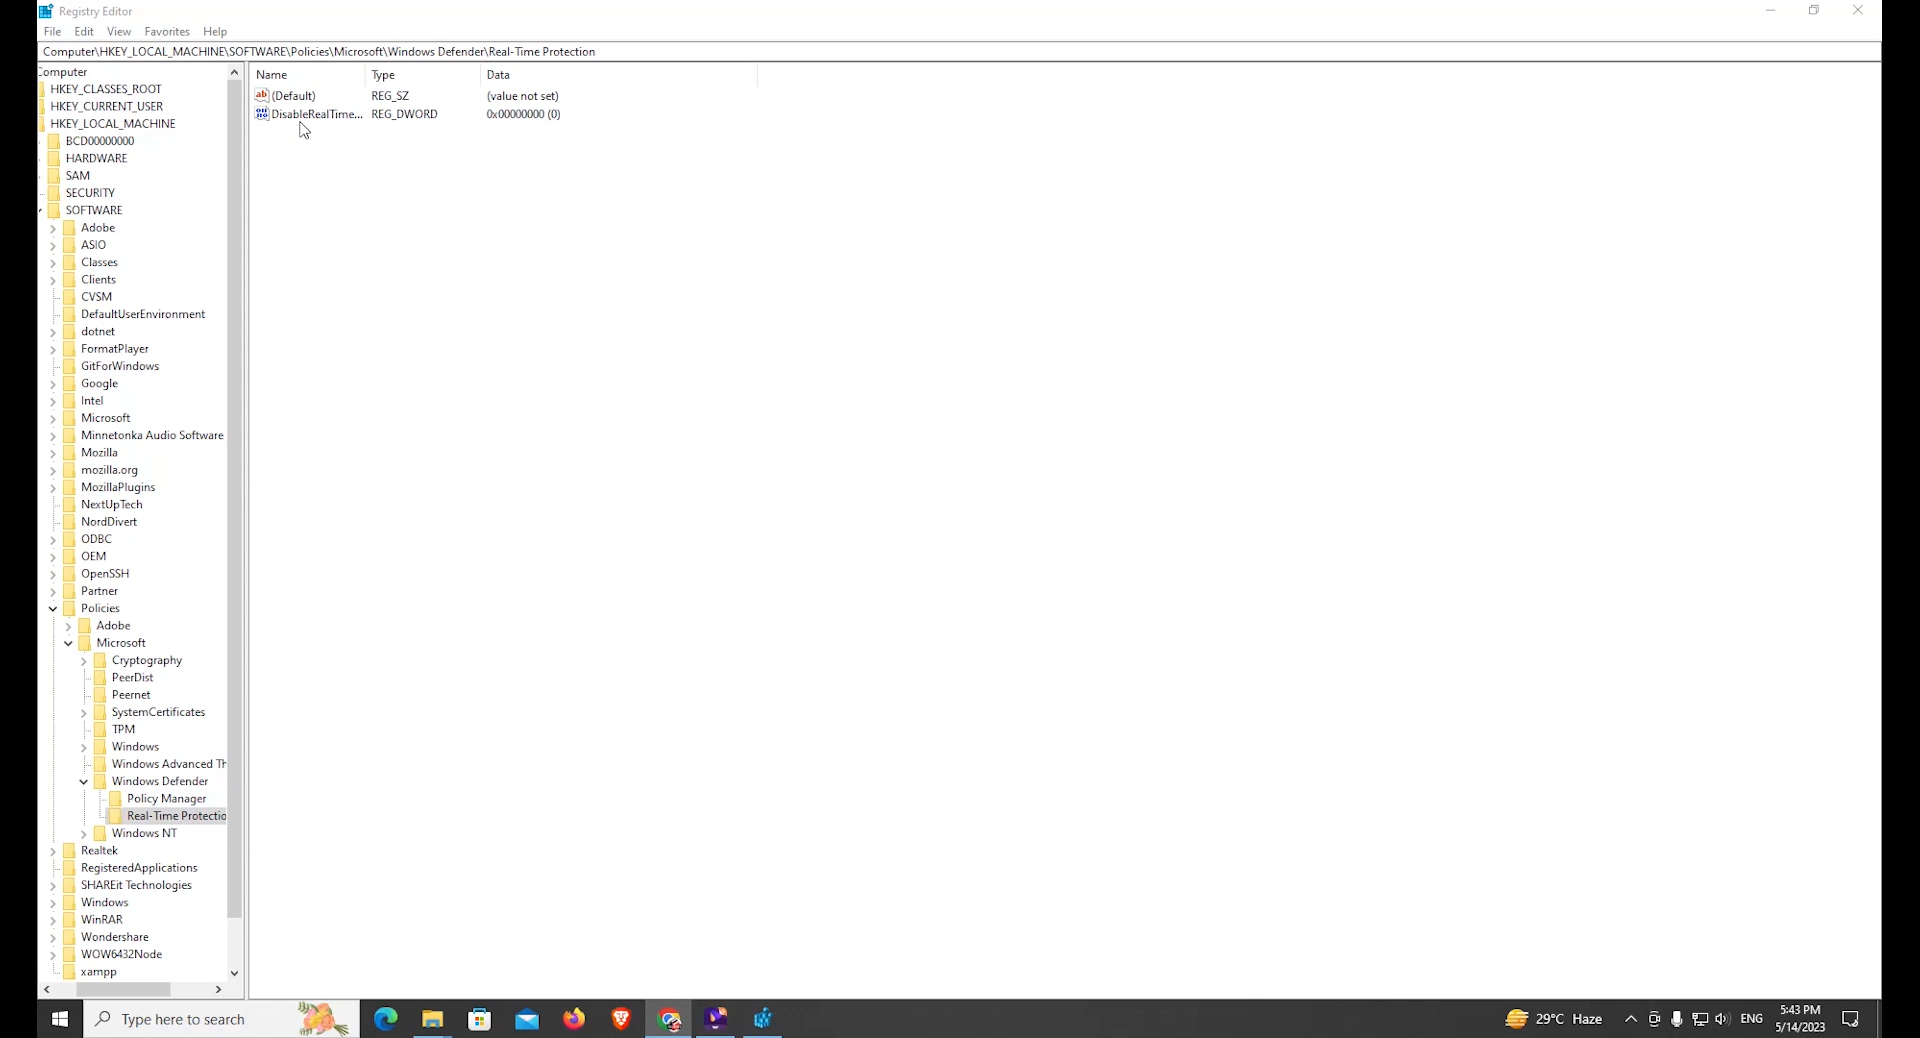 Registry Editor
File Edit View Favorites Help
Computer\HKEY_LOCAL_MACHINE\SOFTWARE\Policies\Microsoft\Windows Defender\Real-Time Protection
Computer
HKEY_CLASSES_ROOT
HKEY_CURRENT_USER
HKEY_LOCAL_MACHINE
BCD00000000
HARDWARE
SAM
SECURITY
SOFTWARE
Adobe
ASIO
Classes
Clients
CVSM
DefaultUserEnvironment
dotnet
FormatPlayer
GitForWindows
Google
Intel
Microsoft
Minnetonka Audio Software
Mozilla
mozilla.org
MozillaPlugins
NextUpTech
NordDivert
ODBC
OEM
OpenSSH
Partner
Policies
Adobe
Microsoft
Cryptography
PeerDist
Peernet
SystemCertificates
TPM
Windows
Windows Advanced Th
Windows Defender
Policy Manager
Real-Time Protectio
Windows NT
Realtek
RegisteredApplications
SHAREit Technologies
Windows
WinRAR
Wondershare
WOW6432Node
xampp
Name Type Data
(Default) REG_SZ (value not set)
DisableRealTime... REG_DWORD 0x00000000 (0)
Type here to search
29°C Haze
ENG
5:43 PM
5/14/2023